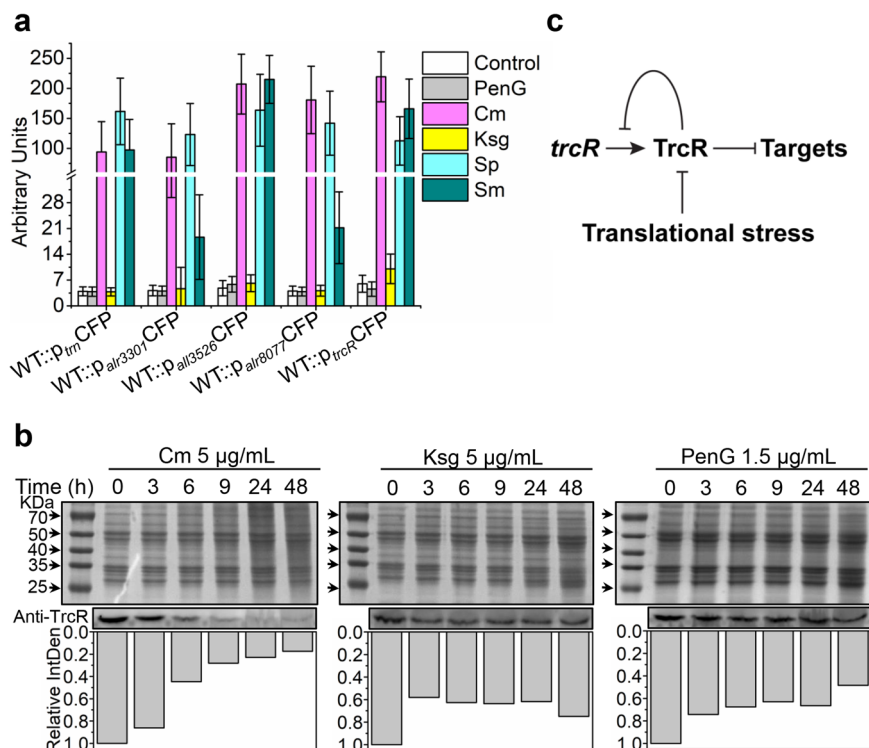 a
Arbitrary Units
250
200
150
100
28
21
14
7
0
Control
PenG
Cm
Ksg
Sp
Sm
WT::ptrnCFP
WT::palr3301CFP
WT::pall3526CFP
WT::palr8077CFP
WT::ptrcRCFP
c
trcR TrcR Targets
Translational stress
b
Cm 5 µg/mL Ksg 5 µg/mL PenG 1.5 µg/mL
Time (h) 0 3 6 9 24 48 0 3 6 9 24 48 0 3 6 9 24 48
KDa
70
50
40
35
25
Anti-TrcR
Relative IntDen
0.0 0.0 0.0
0.2 0.2 0.2
0.4 0.4 0.4
0.6 0.6 0.6
0.8 0.8 0.8
1.0 1.0 1.0